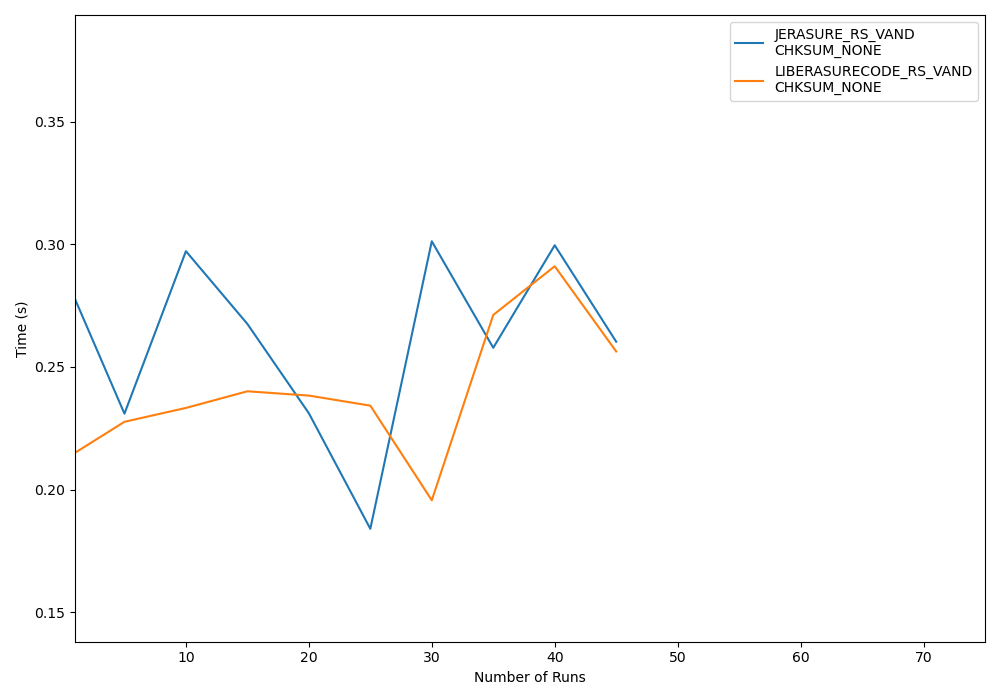 JERASURE_RS_VAND
CHKSUM_NONE
LIBERASURECODE_RS_VAND
CHKSUM_NONE
0.35
0.30
0.25
0.20
0.15
Time (s)
10 20 30 40 50 60 70
Number of Runs